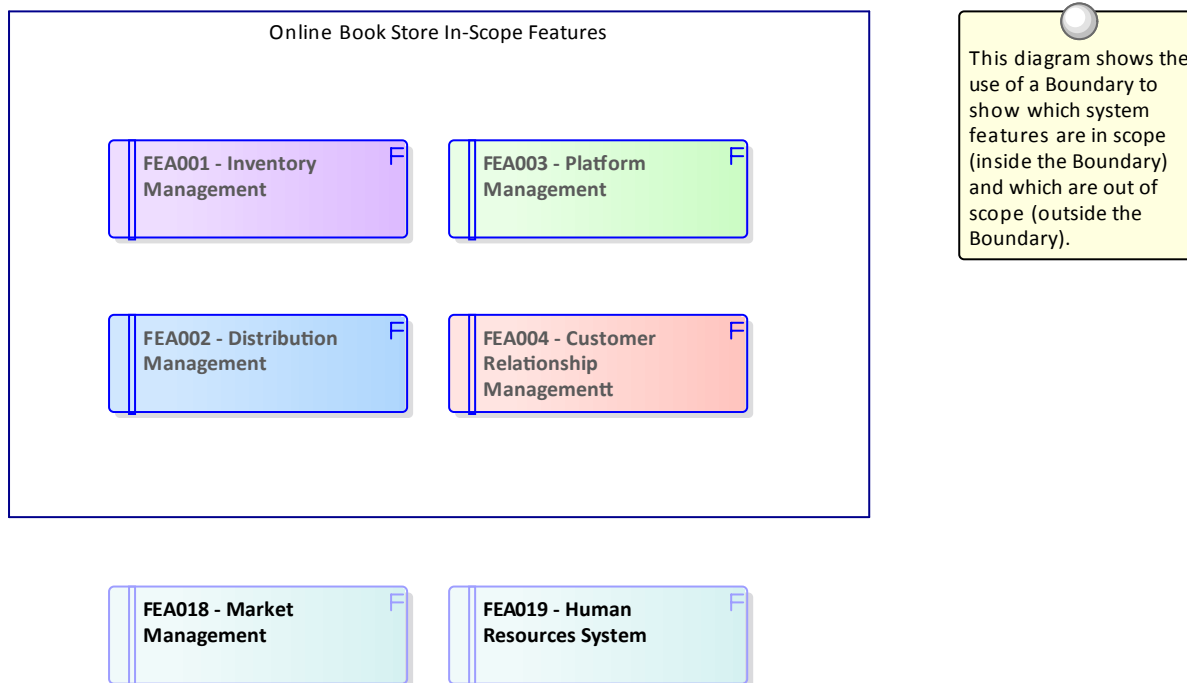 Online Book Store In-Scope Features
FEA001 - Inventory
Management
F
FEA003 - Platform
Management
F
FEA002 - Distribution
Management
F
FEA004 - Customer
Relationship
Managementt
F
FEA018 - Market
Management
F
FEA019 - Human
Resources System
F
This diagram shows the
use of a Boundary to
show which system
features are in scope
(inside the Boundary)
and which are out of
scope (outside the
Boundary).